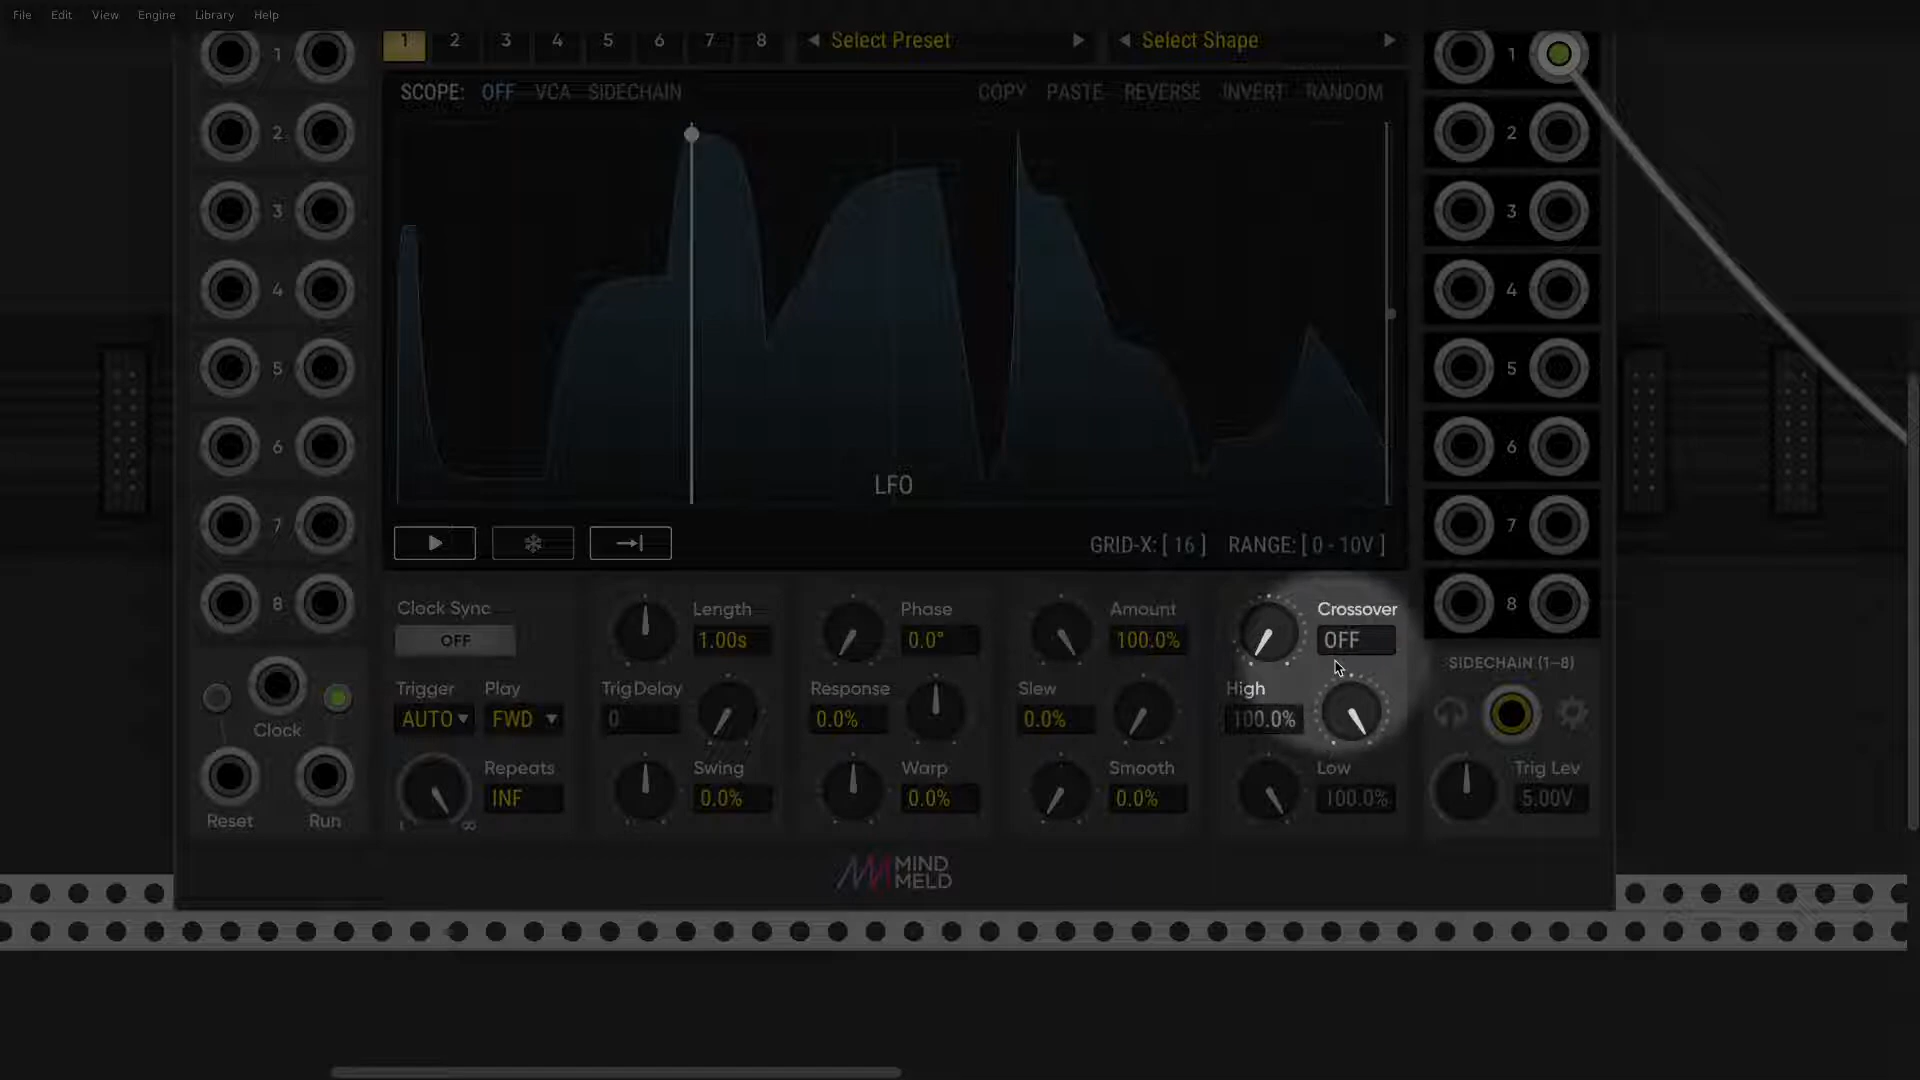 File Edit View Engine Library Help
1 2 3 4 5 6 7 8 Select Preset Select Shape
SCOPE: OFF VCA SIDECHAIN COPY PASTE REVERSE INVERT RANDOM
1
2
3
4
5
6
7
8
1
2
3
4
5
6
7
8
LFO
GRID-X: [ 16 ] RANGE: [ 0 - 10V ]
Clock Sync
OFF
Trigger Play
AUTO FWD
Repeats
INF
Length
1.00s
Trig Delay
0
Swing
0.0%
Phase
0.0°
Response
0.0%
Warp
0.0%
Amount
100.0%
Slew
0.0%
Smooth
0.0%
Crossover
OFF
High
100.0%
Low
100.0%
Clock
Reset Run
SIDECHAIN (1-8)
Trig Lev
5.00V
1 ∞
MIND
MELD